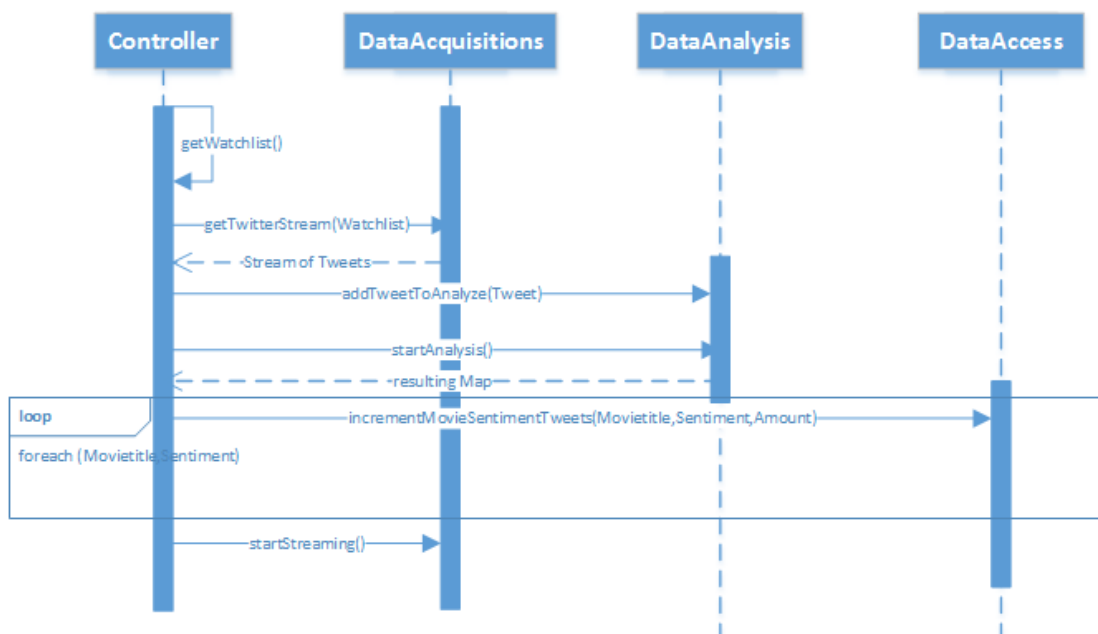 Controller
DataAcquisitions
DataAnalysis
DataAccess
getWatchlist()
getTwitterStream(Watchlist)
Stream of Tweets
addTweetToAnalyze(Tweet)
startAnalysis()
resulting Map
loop
incrementMovieSentimentTweets(Movietitle,Sentiment,Amount)
foreach (Movietitle,Sentiment)
startStreaming()